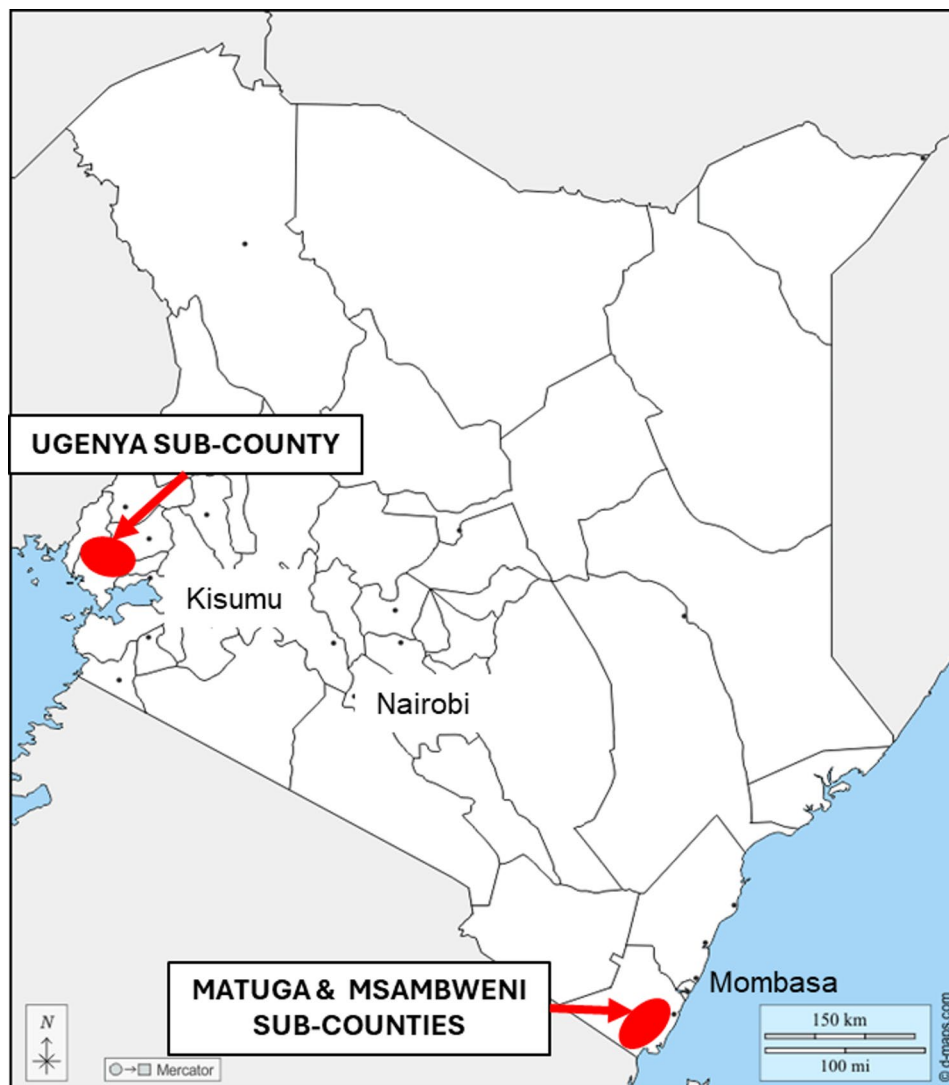 UGENYA SUB-COUNTY
Kisumu
Nairobi
MATUGA & MSAMBWENI
SUB-COUNTIES
Mombasa
N
Mercator
150 km
100 mi
© d-maps.com